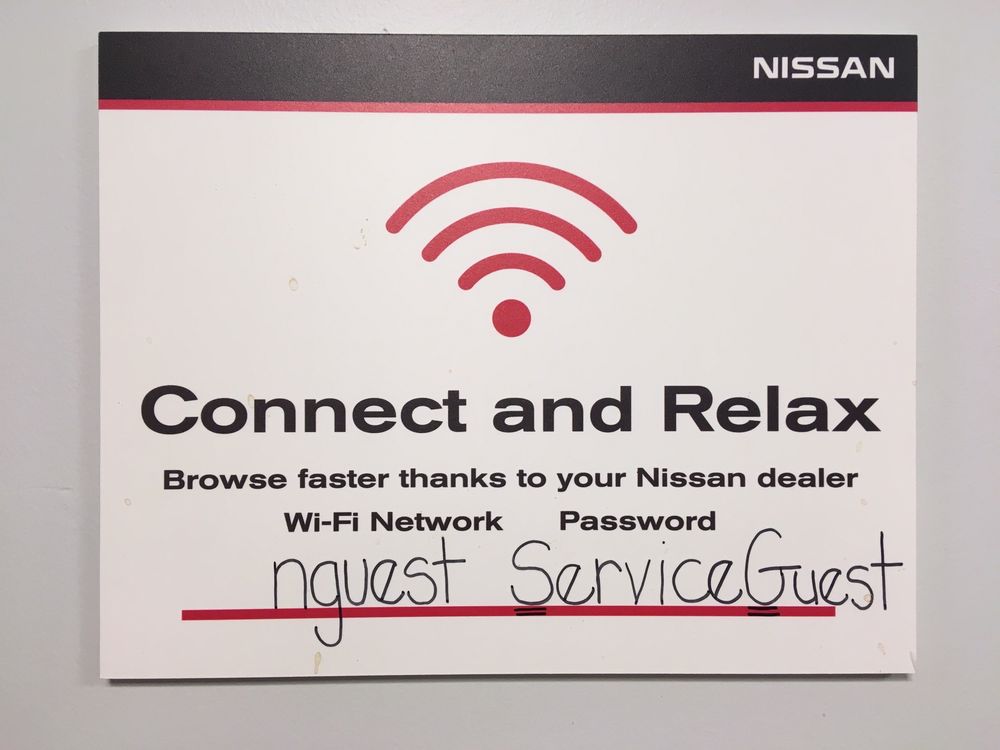 NISSAN
Connect and Relax
Browse faster thanks to your Nissan dealer
Wi-Fi Network Password
nguest ServiceGuest